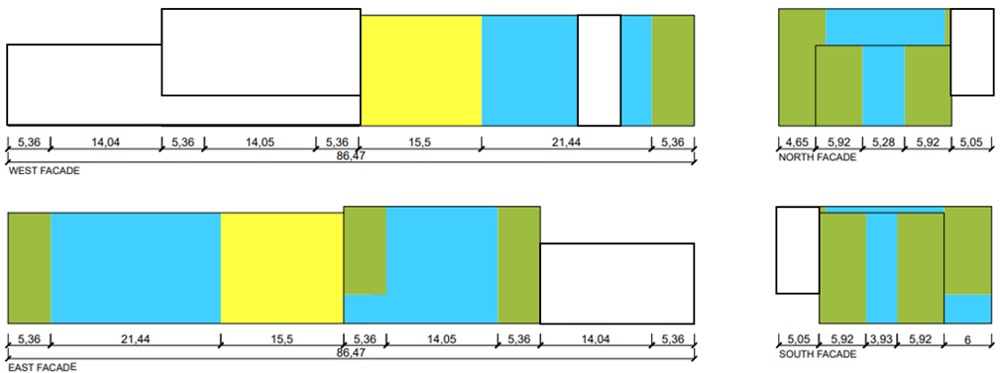 5,36 14,04 5,36 14,05 5,36 15,5 21,44 5,36
86,47
WEST FACADE
4,65 5,92 5,28 5,92 5,05
NORTH FACADE
5,36 21,44 15,5 5,36 14,05 5,36 14,04 5,36
86,47
EAST FACADE
5,05 5,92 3,93 5,92 6
SOUTH FACADE